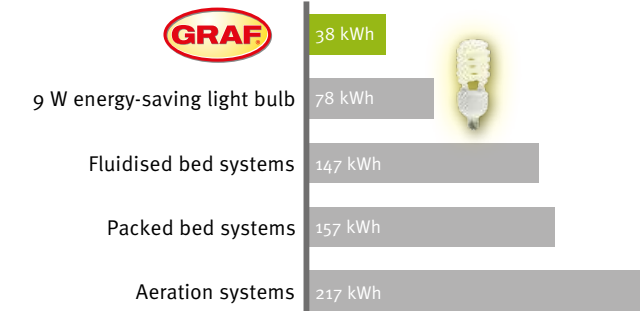 GRAF
38 kWh
9 W energy-saving light bulb
78 kWh
Fluidised bed systems
147 kWh
Packed bed systems
157 kWh
Aeration systems
217 kWh